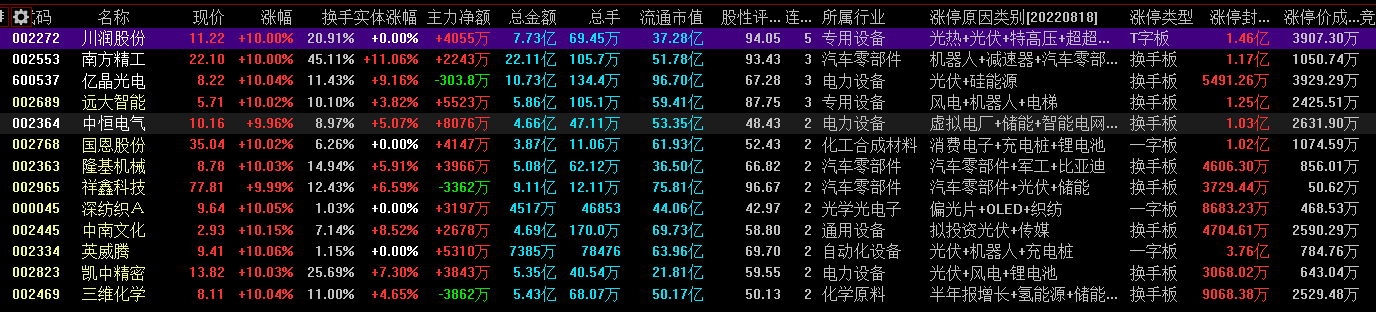 代码 名称 现价 涨幅 换手 实体涨幅 主力净额 总金额 总手 流通市值 股性评... 连... 所属行业 涨停原因类别[20220818] 涨停类型 涨停封... 涨停价成... 竞
002272 川润股份 11.22 +10.00% 20.91% +0.00% +4055万 7.73亿 69.45万 37.28亿 94.05 5 专用设备 光热+光伏+特高压+超超... T字板 1.46亿 3907.30万
002553 南方精工 22.10 +10.00% 45.11% +11.06% +2243万 22.11亿 105.7万 51.78亿 93.43 3 汽车零部件 机器人+减速器+汽车零部... 换手板 1.17亿 1050.74万
600537 亿晶光电 8.22 +10.04% 11.43% +9.16% -303.8万 10.73亿 134.4万 96.70亿 67.28 3 电力设备 光伏+硅能源 换手板 5491.26万 3929.29万
002689 远大智能 5.71 +10.02% 10.10% +3.82% +5523万 5.86亿 105.1万 59.41亿 87.75 3 专用设备 风电+机器人+电梯 换手板 1.25亿 2425.51万
002364 中恒电气 10.16 +9.96% 8.97% +5.07% +8076万 4.66亿 47.11万 53.35亿 48.43 2 电力设备 虚拟电厂+储能+智能电网... 换手板 1.03亿 2631.90万
002768 国恩股份 35.04 +10.02% 6.26% +0.00% +4147万 3.87亿 11.06万 61.93亿 52.43 2 化工合成材料 消费电子+充电桩+锂电池 一字板 1.02亿 1074.59万
002363 隆基机械 8.78 +10.03% 14.94% +5.91% +3966万 5.08亿 62.12万 36.50亿 66.82 2 汽车零部件 汽车零部件+军工+比亚迪 换手板 4606.30万 856.01万
002965 祥鑫科技 77.81 +9.99% 12.43% +6.59% -3362万 9.11亿 12.11万 75.81亿 96.67 2 汽车零部件 汽车零部件+光伏+储能 换手板 3729.44万 50.62万
000045 深纺织A 9.64 +10.05% 1.03% +0.00% +3197万 4517万 46853 44.06亿 42.97 2 光学光电子 偏光片+OLED+纺织 一字板 8683.23万 468.53万
002445 中南文化 2.93 +10.15% 7.14% +8.52% +2678万 4.69亿 170.0万 69.73亿 58.80 2 通用设备 拟投资光伏+传媒 换手板 4704.61万 2590.29万
002334 英威腾 9.41 +10.06% 1.15% +0.00% +5310万 7385万 78476 63.96亿 69.70 2 自动化设备 光伏+机器人+充电桩 一字板 3.76亿 784.76万
002823 凯中精密 13.82 +10.03% 25.69% +7.30% +3843万 5.35亿 40.54万 21.81亿 59.55 2 电力设备 光伏+风电+锂电池 换手板 3068.02万 643.04万
002469 三维化学 8.11 +10.04% 11.00% +4.65% -3862万 5.43亿 68.07万 50.17亿 50.13 2 化学原料 半年报增长+氢能源+储能... 换手板 9068.38万 2529.48万